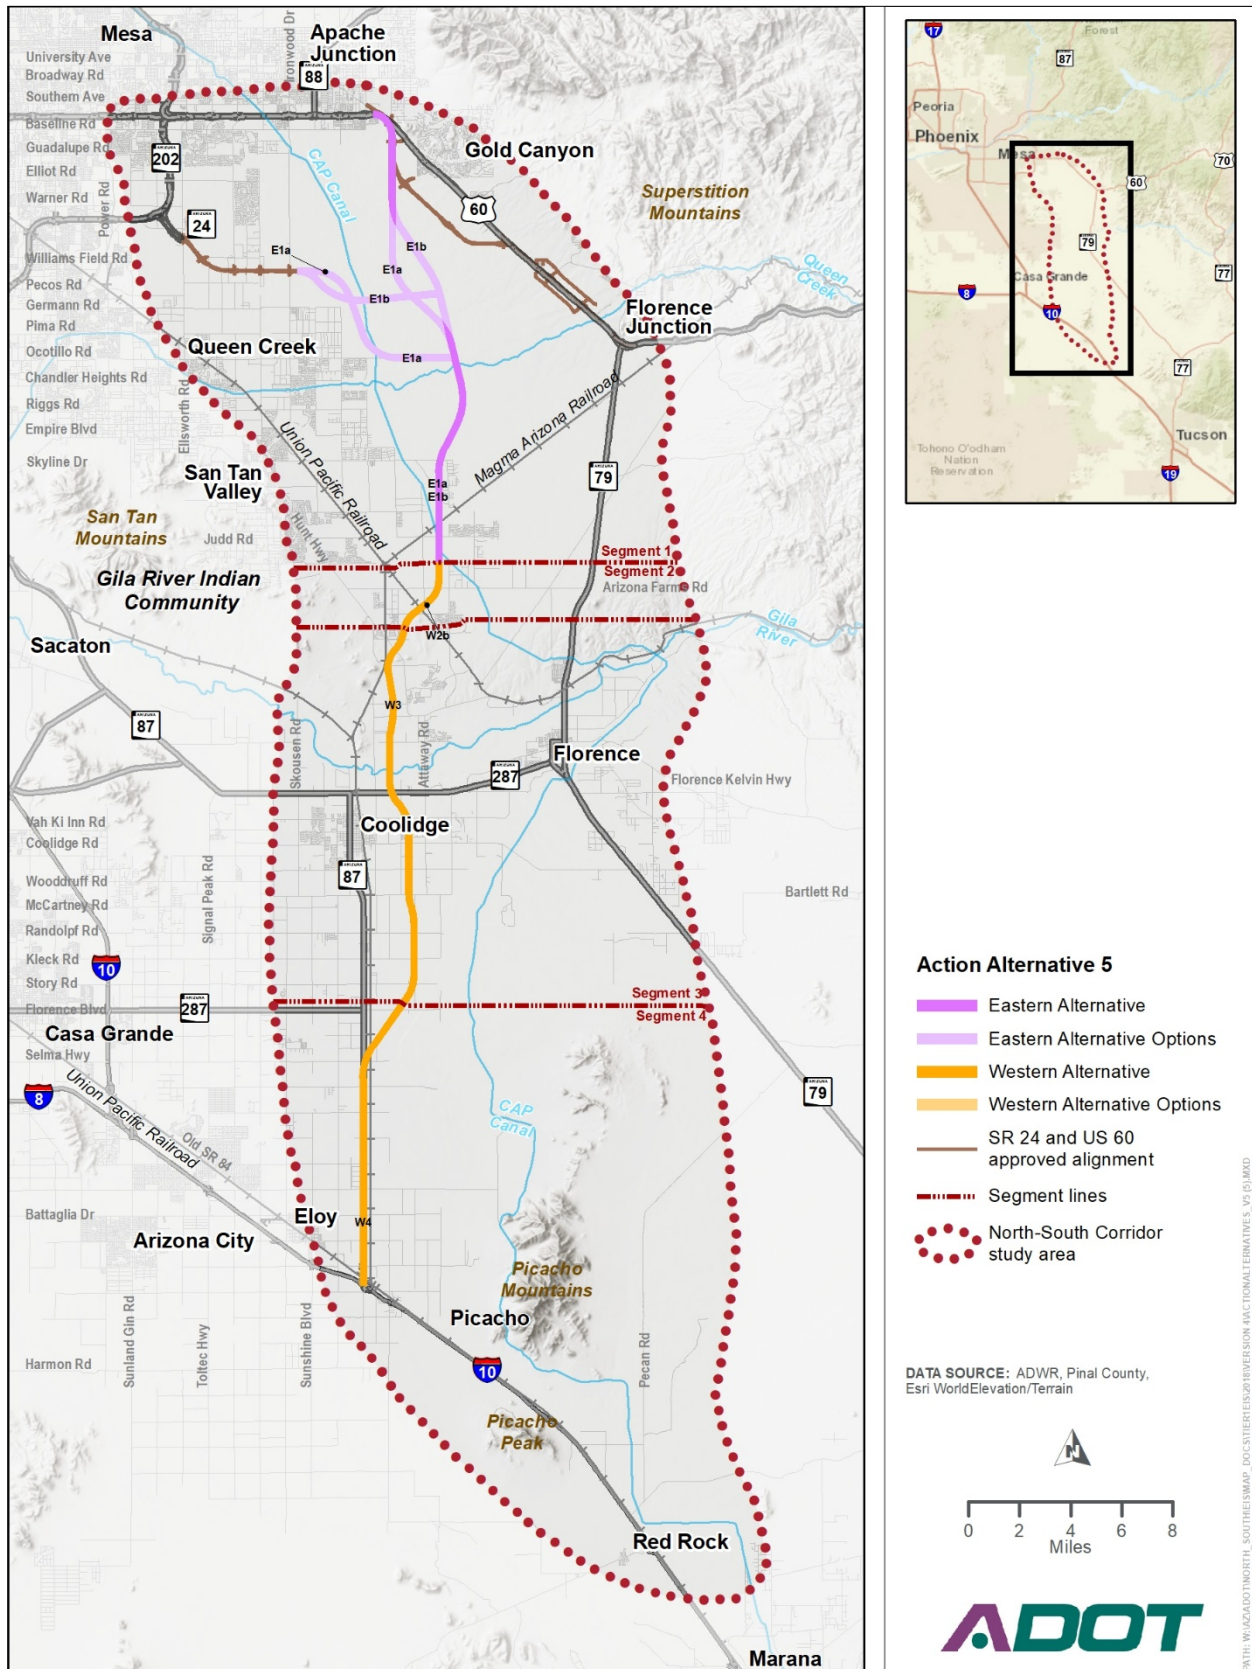 Mesa
Apache
Junction
Ironwood Dr
University Ave
Broadway Rd
Southern Ave
Baseline Rd
Guadalupe Rd
Elliot Rd
Warner Rd
Power Rd
Williams Field Rd
Pecos Rd
Germann Rd
Pima Rd
Ocotillo Rd
Chandler Heights Rd
Riggs Rd
Empire Blvd
Skyline Dr
88
ARIZONA
202
ARIZONA
24
CAP Canal
Gold Canyon
60
Superstition
Mountains
Queen
Creek
E1a
E1b
E1a
E1b
E1a
Florence
Junction
Queen Creek
Ellsworth Rd
San Tan
Valley
Union Pacific Railroad
Magma Arizona Railroad
ARIZONA
79
E1a
E1b
San Tan
Mountains
Judd Rd
Hunt Hwy
Gila River Indian
Community
Segment 1
Segment 2
Arizona Farms Rd
W2b
Gila
River
Sacaton
W3
ARIZONA
87
Skousen Rd
Attaway Rd
ARIZONA
287
Florence
Florence Kelvin Hwy
Vah Ki Inn Rd
Coolidge Rd
Coolidge
Wooddruff Rd
McCartney Rd
Randolpf Rd
Kleck Rd
Story Rd
Florence Blvd
Signal Peak Rd
ARIZONA
87
Bartlett Rd
10
ARIZONA
287
Segment 3
Segment 4
Casa Grande
Selma Hwy
8
Union Pacific Railroad
Old SR 84
CAP
Canal
ARIZONA
79
Battaglia Dr
Eloy
W4
Arizona City
Picacho
Mountains
Picacho
Harmon Rd
Sunland Gin Rd
Toltec Hwy
Sunshine Blvd
10
Pecan Rd
Picacho
Peak
Red Rock
Marana
17
Forest
87
Peoria
Phoenix
Mesa
70
60
79
Casa Grande
77
8
10
77
Tucson
Tohono O'odham
Nation
Reservation
19
Action Alternative 5
Eastern Alternative
Eastern Alternative Options
Western Alternative
Western Alternative Options
SR 24 and US 60
approved alignment
Segment lines
North-South Corridor
study area
DATA SOURCE: ADWR, Pinal County,
Esri WorldElevation/Terrain
N
0 2 4 6 8
Miles
ADOT